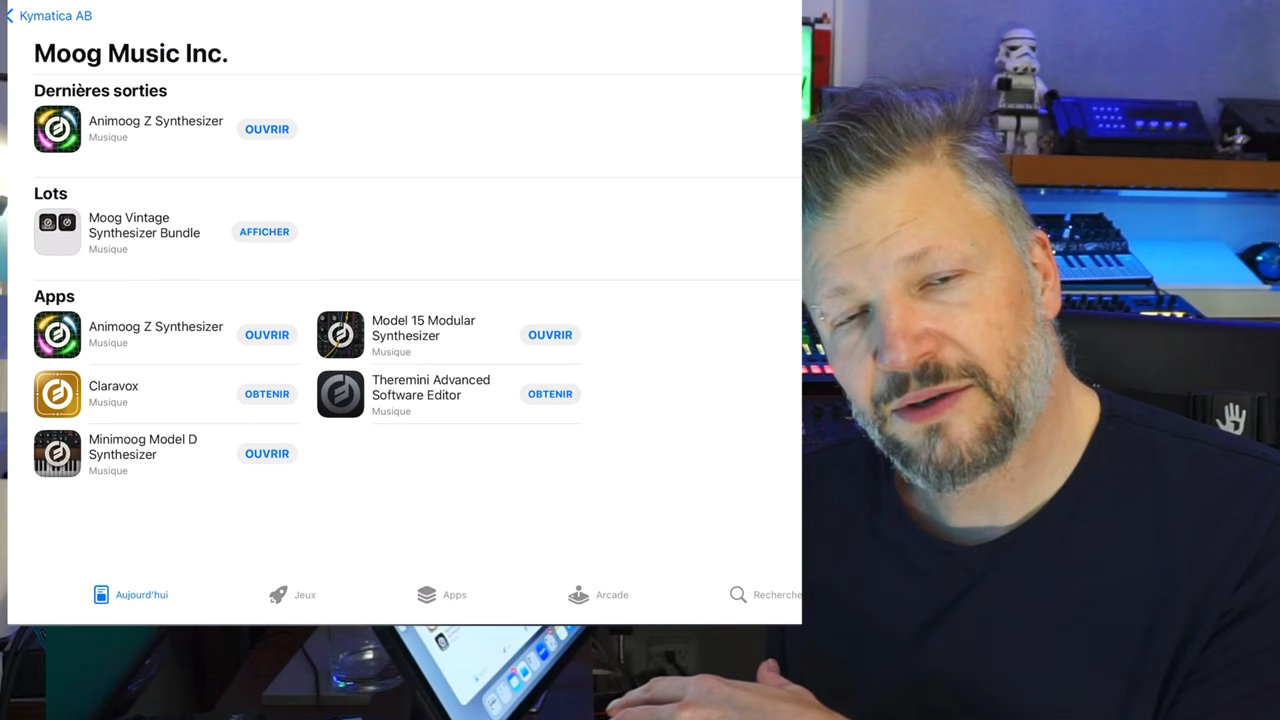 Kymatica AB
Moog Music Inc.
Dernières sorties
Animoog Z Synthesizer
Musique
OUVRIR
Lots
Moog Vintage
Synthesizer Bundle
Musique
AFFICHER
Apps
Animoog Z Synthesizer
Musique
OUVRIR
Model 15 Modular
Synthesizer
Musique
OUVRIR
Claravox
Musique
OBTENIR
Theremini Advanced
Software Editor
Musique
OBTENIR
Minimoog Model D
Synthesizer
Musique
OUVRIR
Aujourd'hui
Jeux
Apps
Arcade
Recherche